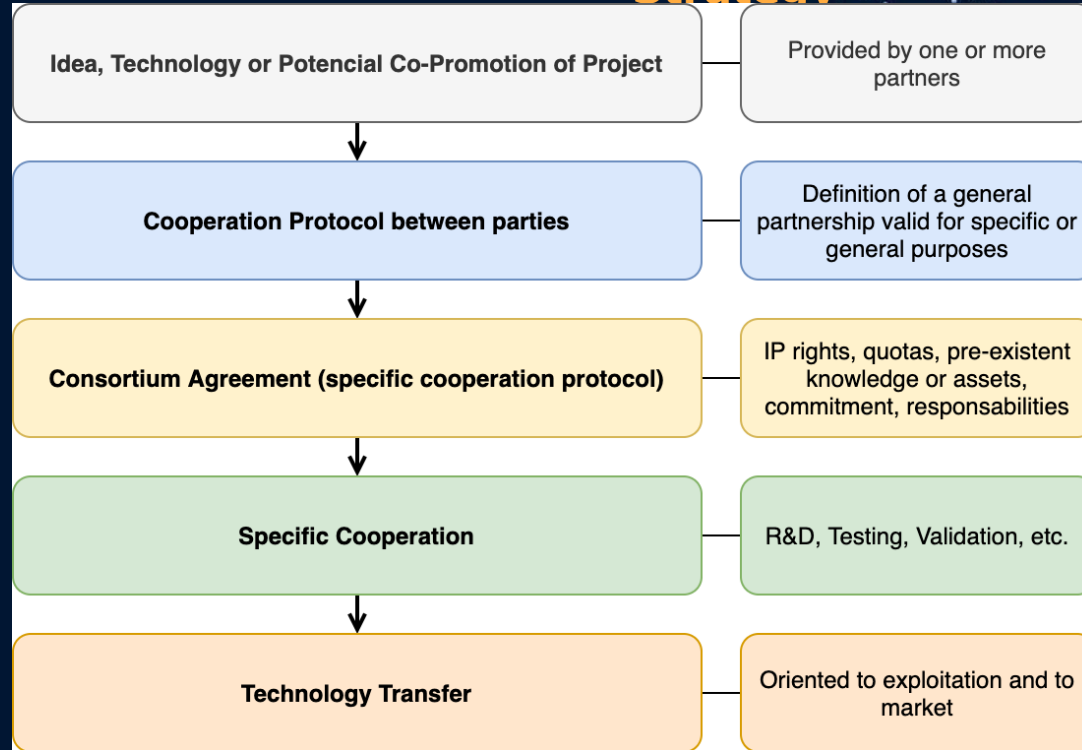 strategy
Idea, Technology or Potencial Co-Promotion of Project
Provided by one or more
partners
Cooperation Protocol between parties
Definition of a general
partnership valid for specific or
general purposes
Consortium Agreement (specific cooperation protocol)
IP rights, quotas, pre-existent
knowledge or assets,
commitment, responsabilities
Specific Cooperation
R&D, Testing, Validation, etc.
Technology Transfer
Oriented to exploitation and to
market